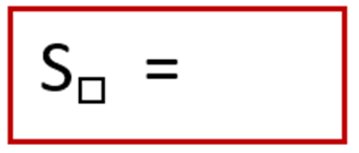 S□ =